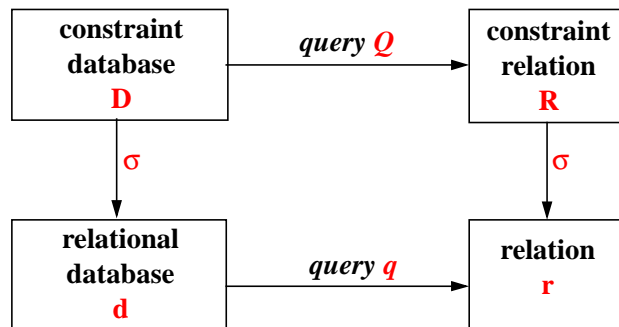 constraint
database
D
query Q
constraint
relation
R
σ
σ
relational
database
d
query q
relation
r